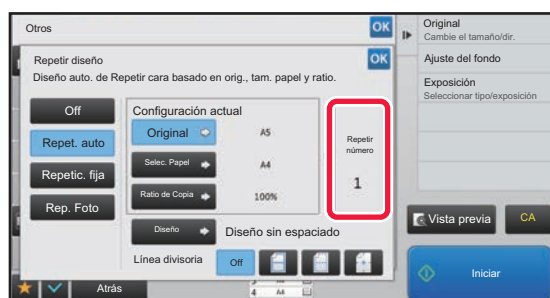 Otros
OK
Repetir diseño
OK
Diseño auto. de Repetir cara basado en orig., tam. papel y ratio.
Off
Repet. auto
Repetic. fija
Rep. Foto
Configuración actual
Original
A5
Selec. Papel
A4
Ratio de Copia
100%
Repetir
número
1
Diseño
Diseño sin espaciado
Línea divisoria
Off
Atrás
4
A4
Original
Cambie el tamaño/dir.
Ajuste del fondo
Exposición
Seleccionar tipo/exposición
Vista previa
CA
Iniciar